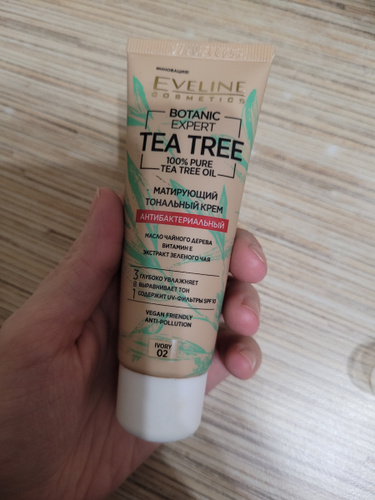 ИННОВАЦИЯ!
EVELINE
COSMETICS
BOTANIC
EXPERT
TEA TREE
100% PURE
TEA TREE OIL
МАТИРУЮЩИЙ
ТОНАЛЬНЫЙ КРЕМ
АНТИБАКТЕРИАЛЬНЫЙ
МАСЛО ЧАЙНОГО ДЕРЕВА
ВИТАМИН Е
ЭКСТРАКТ ЗЕЛЕНОГО ЧАЯ
3 ГЛУБОКО УВЛАЖНЯЕТ
В ВЫРАВНИВАЕТ ТОН
1 СОДЕРЖИТ UV-ФИЛЬТРЫ SPF 10
VEGAN FRIENDLY
ANTI-POLLUTION
IVORY
02